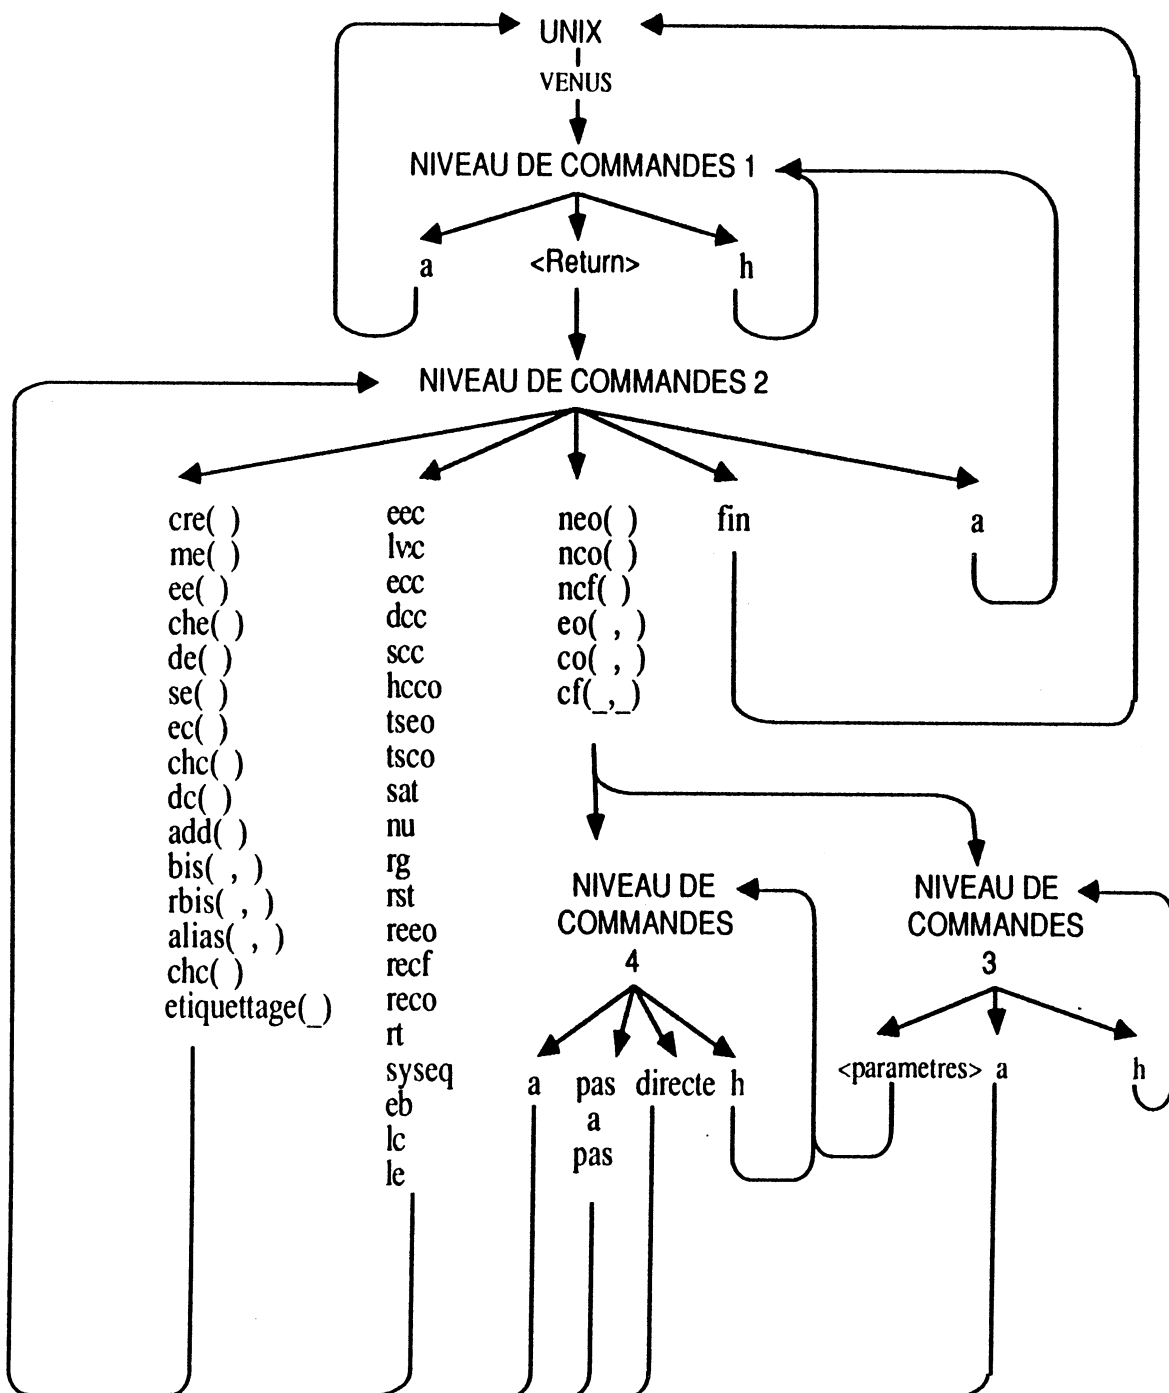 UNIX
VENUS
NIVEAU DE COMMANDES 1
a
<Return>
h
NIVEAU DE COMMANDES 2
cre( )
me( )
ee( )
che( )
de( )
se( )
ec( )
chc( )
dc( )
add( )
bis( , )
rbis( , )
alias( , )
chc( )
etiquettage(_)
eec
lvc
ecc
dcc
scc
hcco
tseo
tsco
sat
nu
rg
rst
reeo
recf
reco
rt
syseq
eb
lc
le
neo( )
nco( )
ncf( )
eo( , )
co( , )
cf(_,_)
fin
a
NIVEAU DE
COMMANDES
4
a
pas
a
pas
directe
h
NIVEAU DE
COMMANDES
3
<parametres>
a
h